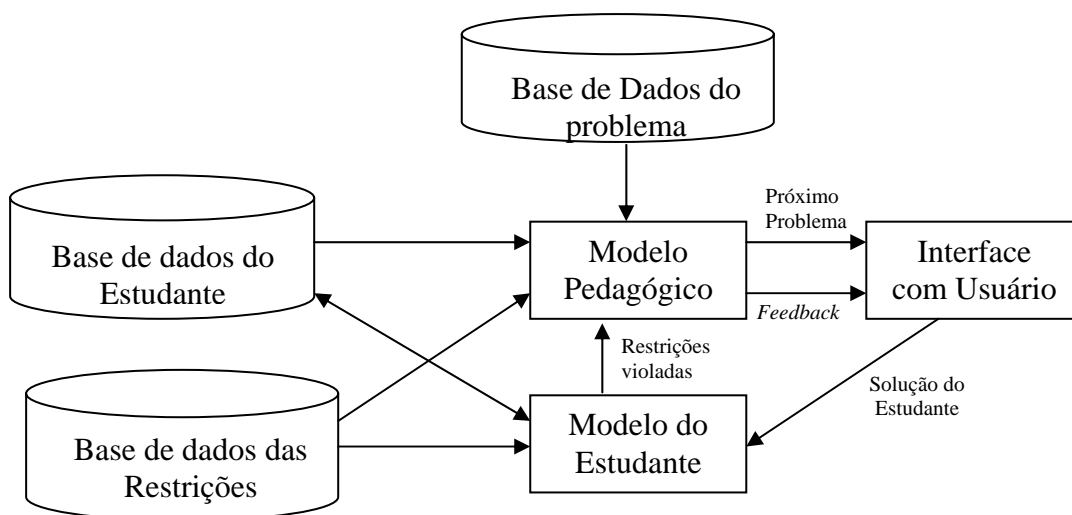 Base de Dados do
problema
Próximo
Problema
Base de dados do
Estudante
Modelo
Pedagógico
Interface
com Usuário
Feedback
Restrições
violadas
Solução do
Estudante
Base de dados das
Restrições
Modelo do
Estudante